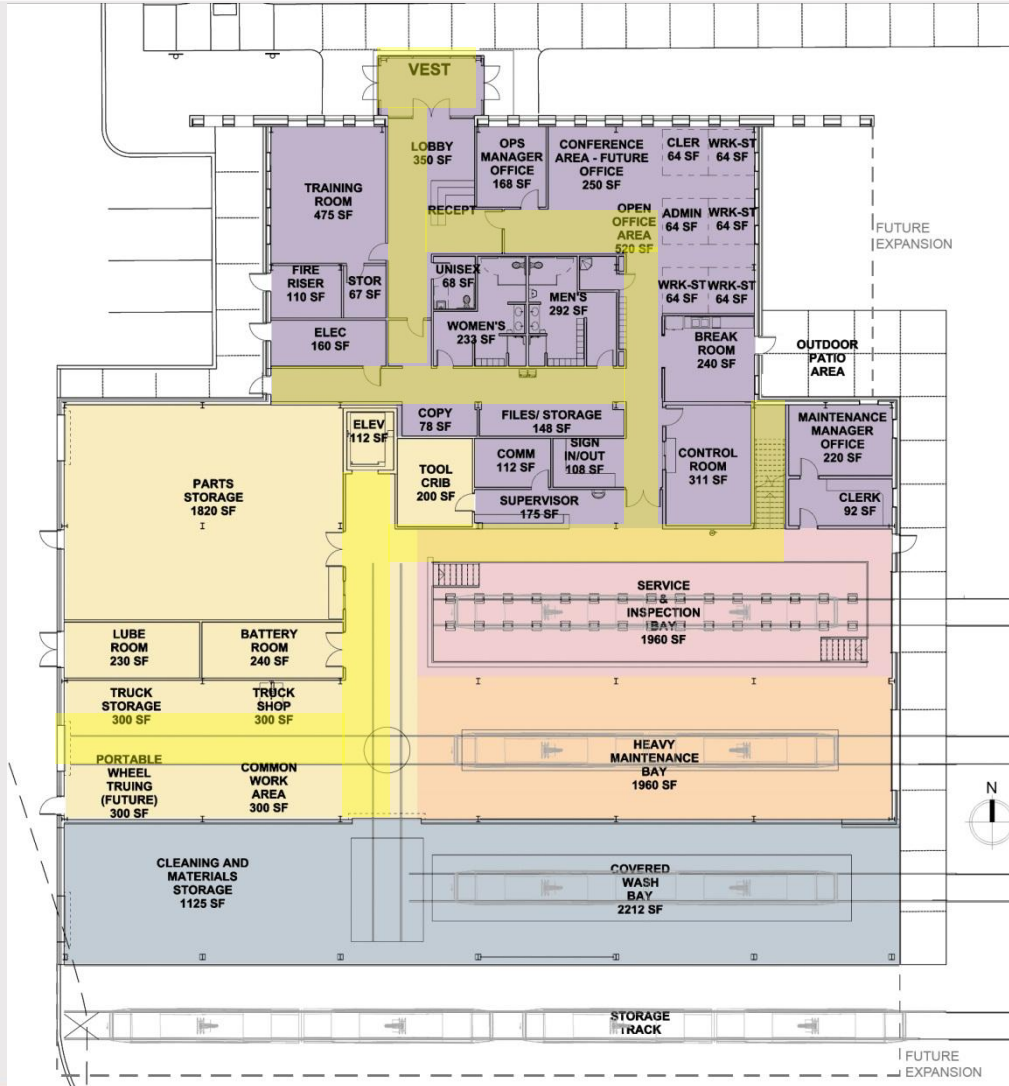 VEST
LOBBY
350 SF
OPS
MANAGER
OFFICE
168 SF
CONFERENCE
AREA - FUTURE
OFFICE
250 SF
CLER
64 SF
WRK-ST
64 SF
TRAINING
ROOM
475 SF
RECEPT
OPEN
OFFICE
AREA
520 SF
ADMIN
64 SF
WRK-ST
64 SF
FUTURE
EXPANSION
FIRE
RISER
110 SF
STOR
67 SF
UNISEX
68 SF
MEN'S
292 SF
WRK-ST
64 SF
WRK-ST
64 SF
ELEC
160 SF
WOMEN'S
233 SF
BREAK
ROOM
240 SF
OUTDOOR
PATIO
AREA
ELEV
112 SF
COPY
78 SF
FILES/ STORAGE
148 SF
MAINTENANCE
MANAGER
OFFICE
220 SF
PARTS
STORAGE
1820 SF
TOOL
CRIB
200 SF
COMM
112 SF
SIGN
IN/OUT
108 SF
CONTROL
ROOM
311 SF
SUPERVISOR
175 SF
CLERK
92 SF
SERVICE
&
INSPECTION
BAY
1960 SF
LUBE
ROOM
230 SF
BATTERY
ROOM
240 SF
TRUCK
STORAGE
300 SF
TRUCK
SHOP
300 SF
PORTABLE
WHEEL
TRUING
(FUTURE)
300 SF
COMMON
WORK
AREA
300 SF
HEAVY
MAINTENANCE
BAY
1960 SF
N
CLEANING AND
MATERIALS
STORAGE
1125 SF
COVERED
WASH
BAY
2212 SF
STORAGE
TRACK
FUTURE
EXPANSION